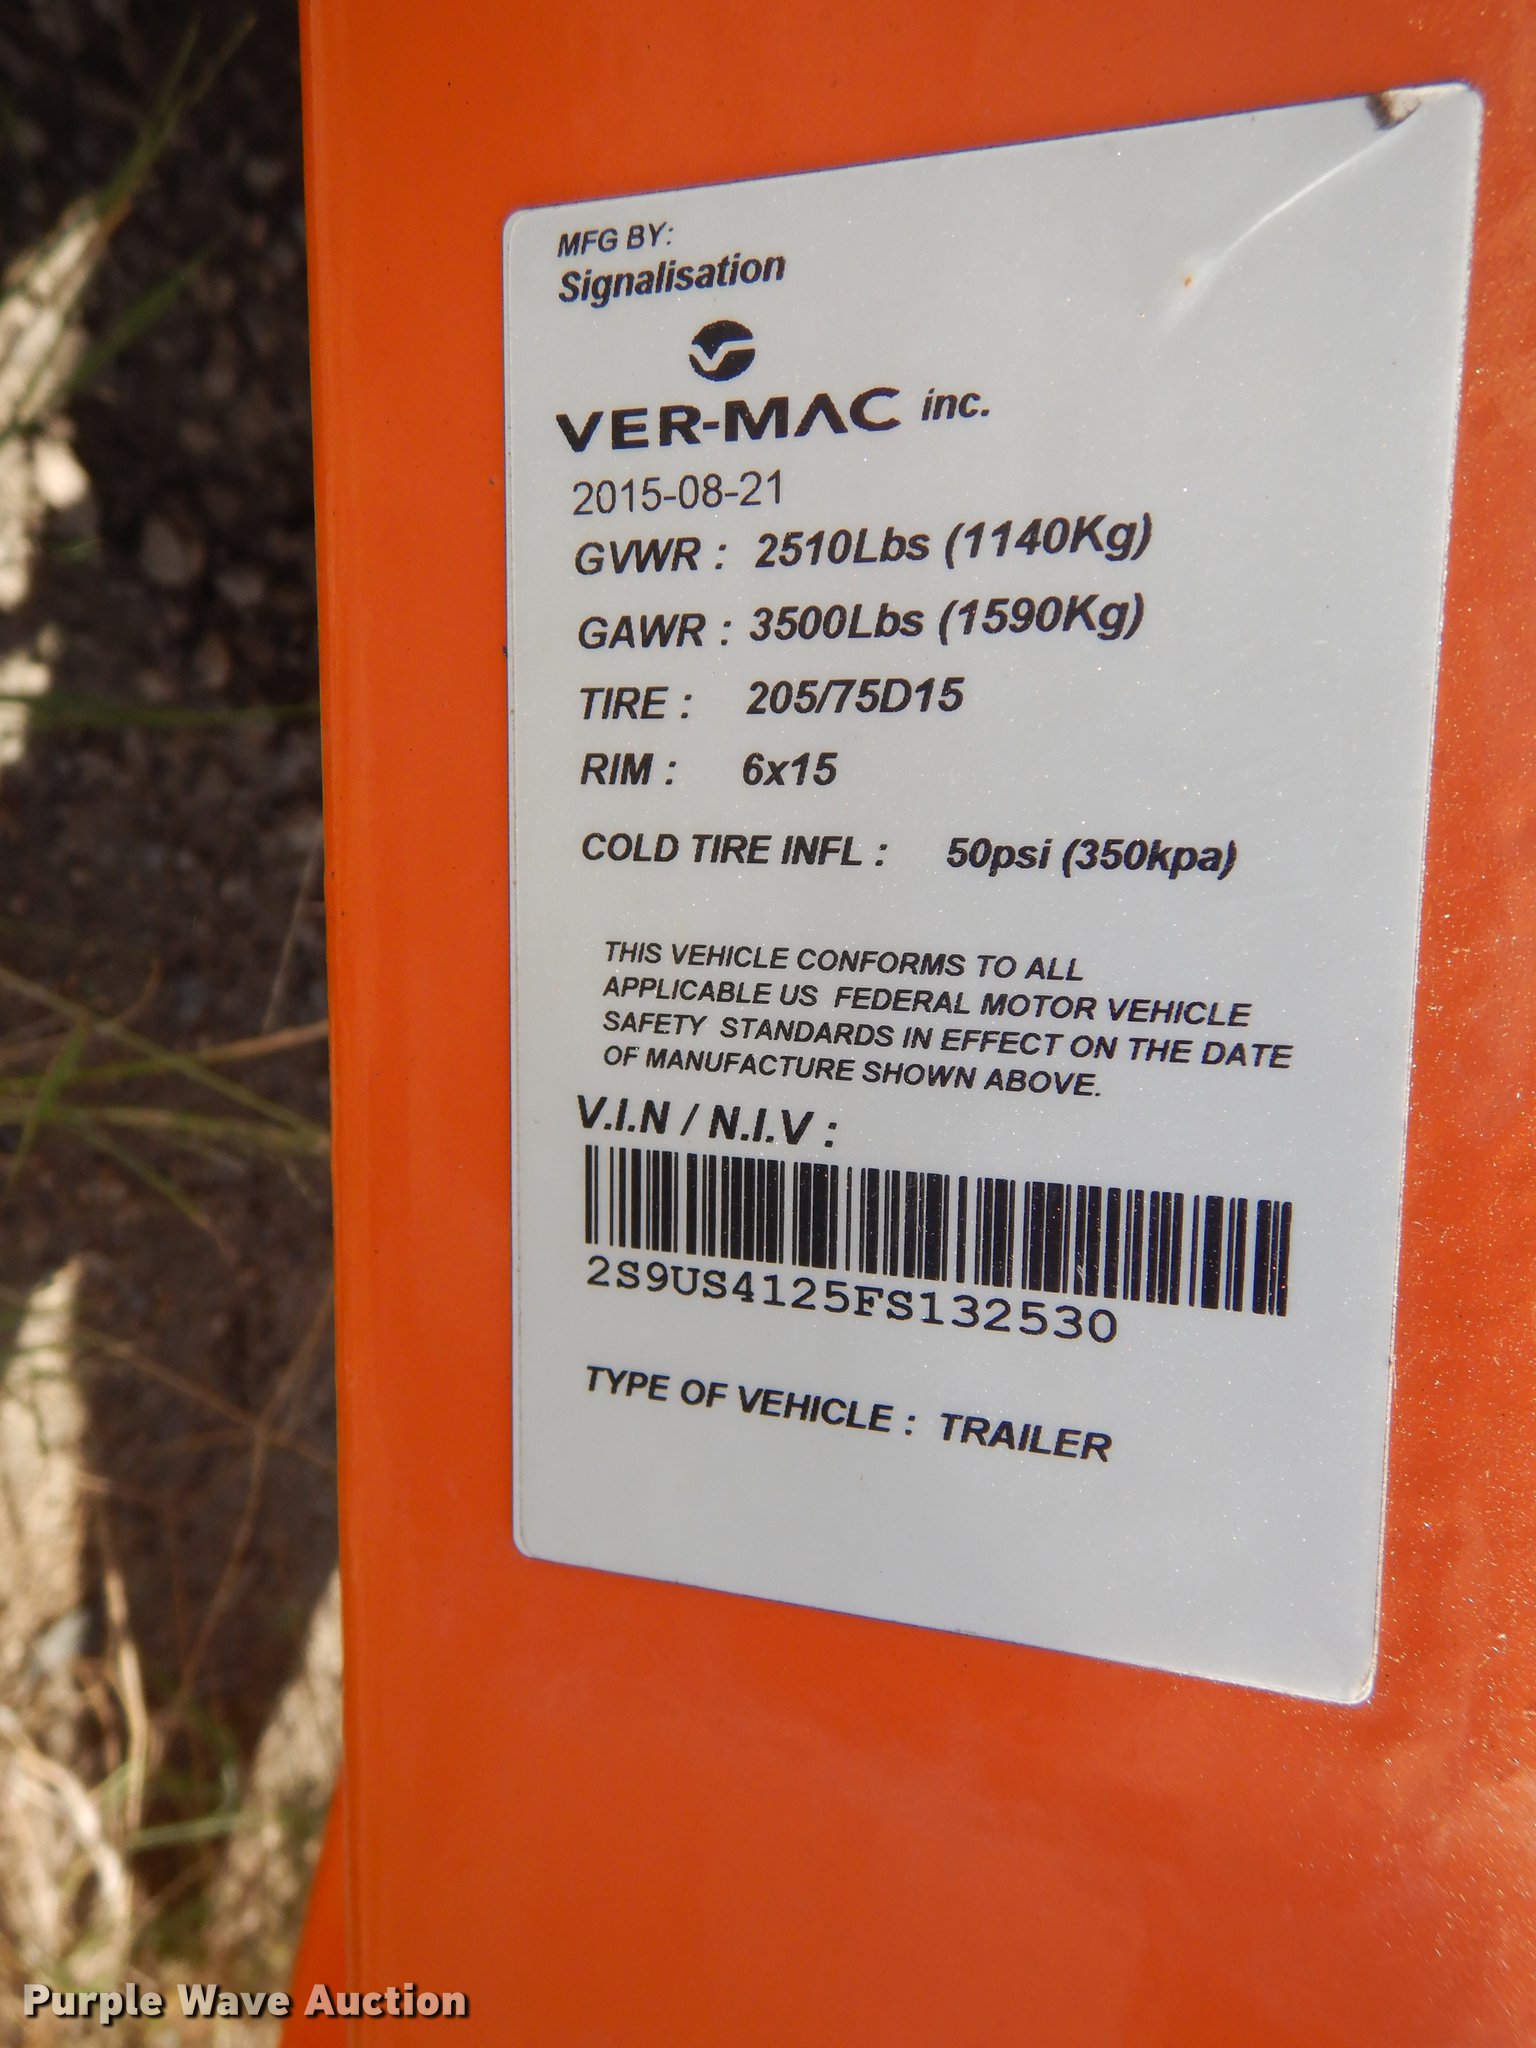 MFG BY:
Signalisation
VER-MAC inc.
2015-08-21
GVWR : 2510Lbs (1140Kg)
GAWR : 3500Lbs (1590Kg)
TIRE : 205/75D15
RIM : 6x15
COLD TIRE INFL : 50psi (350kpa)
THIS VEHICLE CONFORMS TO ALL
APPLICABLE US FEDERAL MOTOR VEHICLE
SAFETY STANDARDS IN EFFECT ON THE DATE
OF MANUFACTURE SHOWN ABOVE.
V.I.N / N.I.V :
2S9US4125FS132530
TYPE OF VEHICLE : TRAILER
Purple Wave Auction